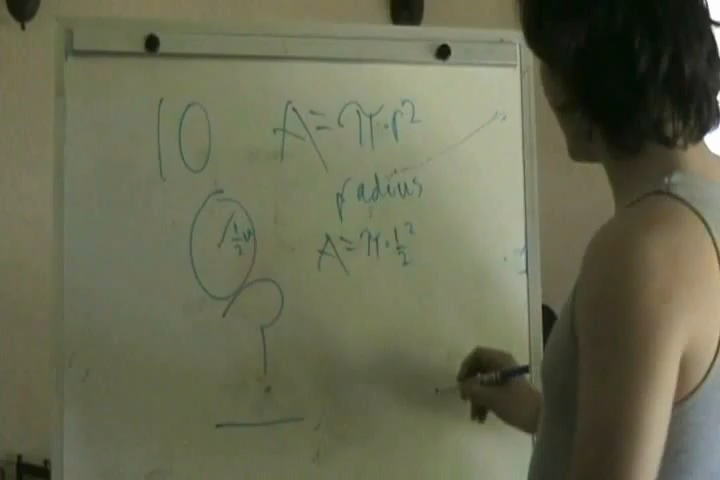 10 A=π·r²
radius
½
A=π·½²
?